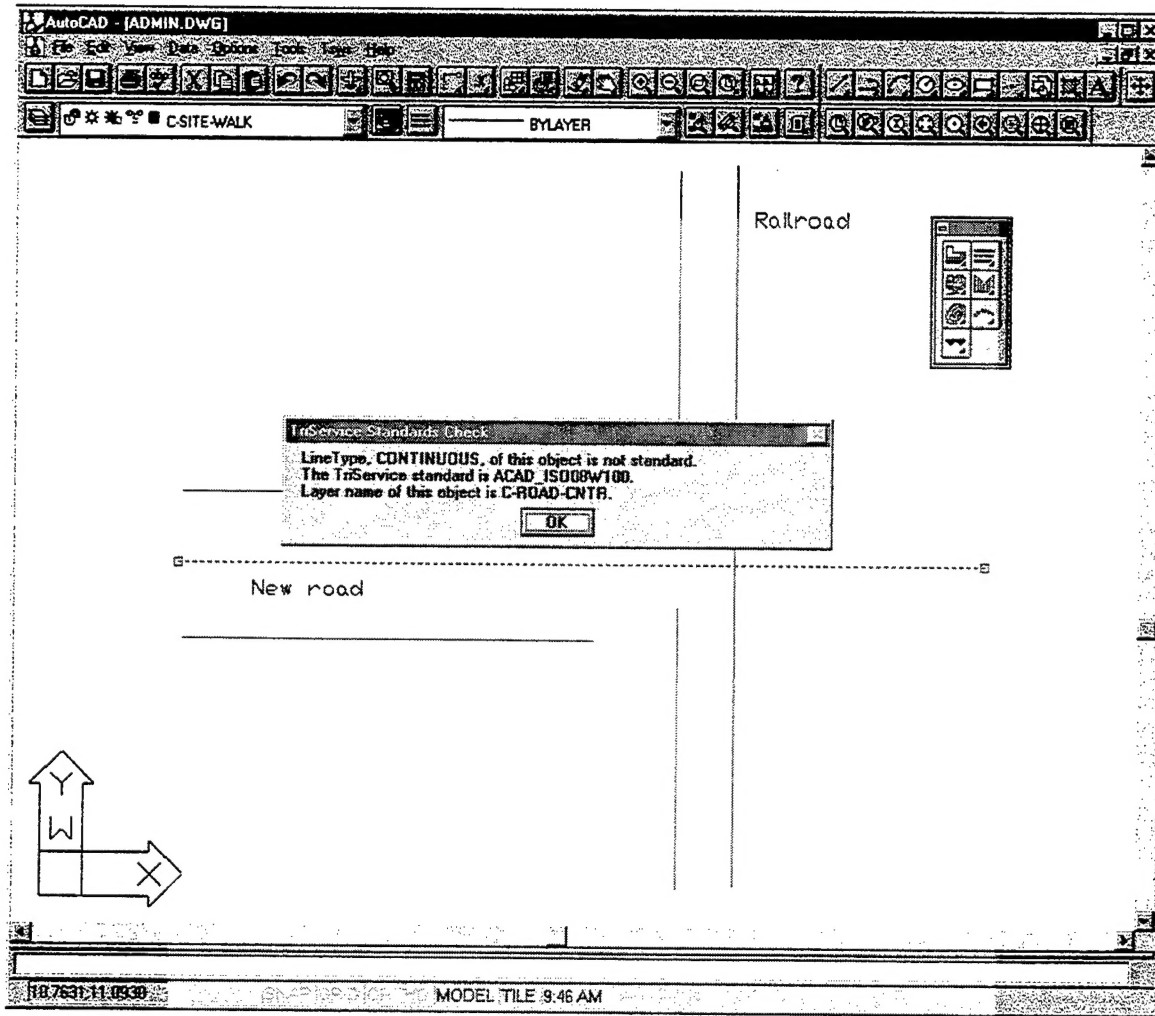 AutoCAD - [ADMIN.DWG]
File Edit View Data Options Tools Help
C-SITE-WALK
BYLAYER
Railroad
TriService Standards Check
LineType, CONTINUOUS, of this object is not standard.
The TriService standard is ACAD_ISO08W100.
Layer name of this object is C-ROAD-CNTR.
OK
New road
Y
W
X
MODEL TILE 9:46 AM